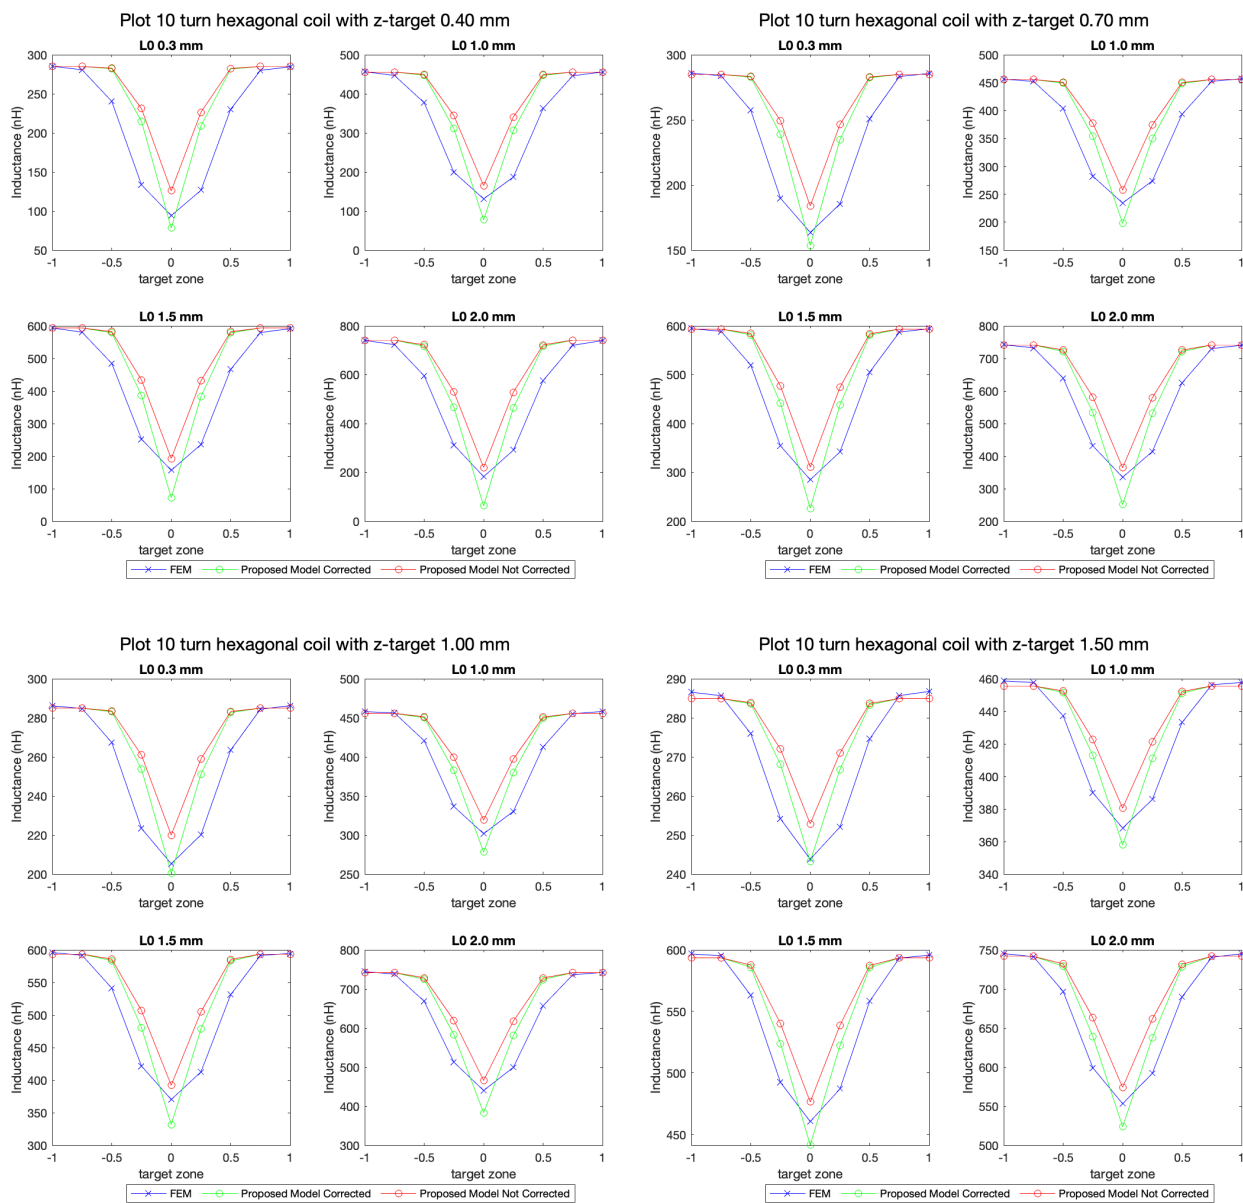 Plot 10 turn hexagonal coil with z-target 0.40 mm
L0 0.3 mm
300
250
200
150
100
50
Inductance (nH)
-1 -0.5 0 0.5 1
target zone
L0 1.0 mm
500
400
300
200
100
0
Inductance (nH)
-1 -0.5 0 0.5 1
target zone
L0 1.5 mm
600
500
400
300
200
100
0
Inductance (nH)
-1 -0.5 0 0.5 1
target zone
L0 2.0 mm
800
600
400
200
0
Inductance (nH)
-1 -0.5 0 0.5 1
target zone
FEM Proposed Model Corrected Proposed Model Not Corrected
Plot 10 turn hexagonal coil with z-target 0.70 mm
L0 0.3 mm
300
250
200
150
Inductance (nH)
-1 -0.5 0 0.5 1
target zone
L0 1.0 mm
500
450
400
350
300
250
200
150
Inductance (nH)
-1 -0.5 0 0.5 1
target zone
L0 1.5 mm
600
500
400
300
200
Inductance (nH)
-1 -0.5 0 0.5 1
target zone
L0 2.0 mm
800
700
600
500
400
300
200
Inductance (nH)
-1 -0.5 0 0.5 1
target zone
FEM Proposed Model Corrected Proposed Model Not Corrected
Plot 10 turn hexagonal coil with z-target 1.00 mm
L0 0.3 mm
300
280
260
240
220
200
Inductance (nH)
-1 -0.5 0 0.5 1
target zone
L0 1.0 mm
500
450
400
350
300
250
Inductance (nH)
-1 -0.5 0 0.5 1
target zone
L0 1.5 mm
600
550
500
450
400
350
300
Inductance (nH)
-1 -0.5 0 0.5 1
target zone
L0 2.0 mm
800
700
600
500
400
300
Inductance (nH)
-1 -0.5 0 0.5 1
target zone
FEM Proposed Model Corrected Proposed Model Not Corrected
Plot 10 turn hexagonal coil with z-target 1.50 mm
L0 0.3 mm
290
280
270
260
250
240
Inductance (nH)
-1 -0.5 0 0.5 1
target zone
L0 1.0 mm
460
440
420
400
380
360
340
Inductance (nH)
-1 -0.5 0 0.5 1
target zone
L0 1.5 mm
600
550
500
450
Inductance (nH)
-1 -0.5 0 0.5 1
target zone
L0 2.0 mm
750
700
650
600
550
500
Inductance (nH)
-1 -0.5 0 0.5 1
target zone
FEM Proposed Model Corrected Proposed Model Not Corrected